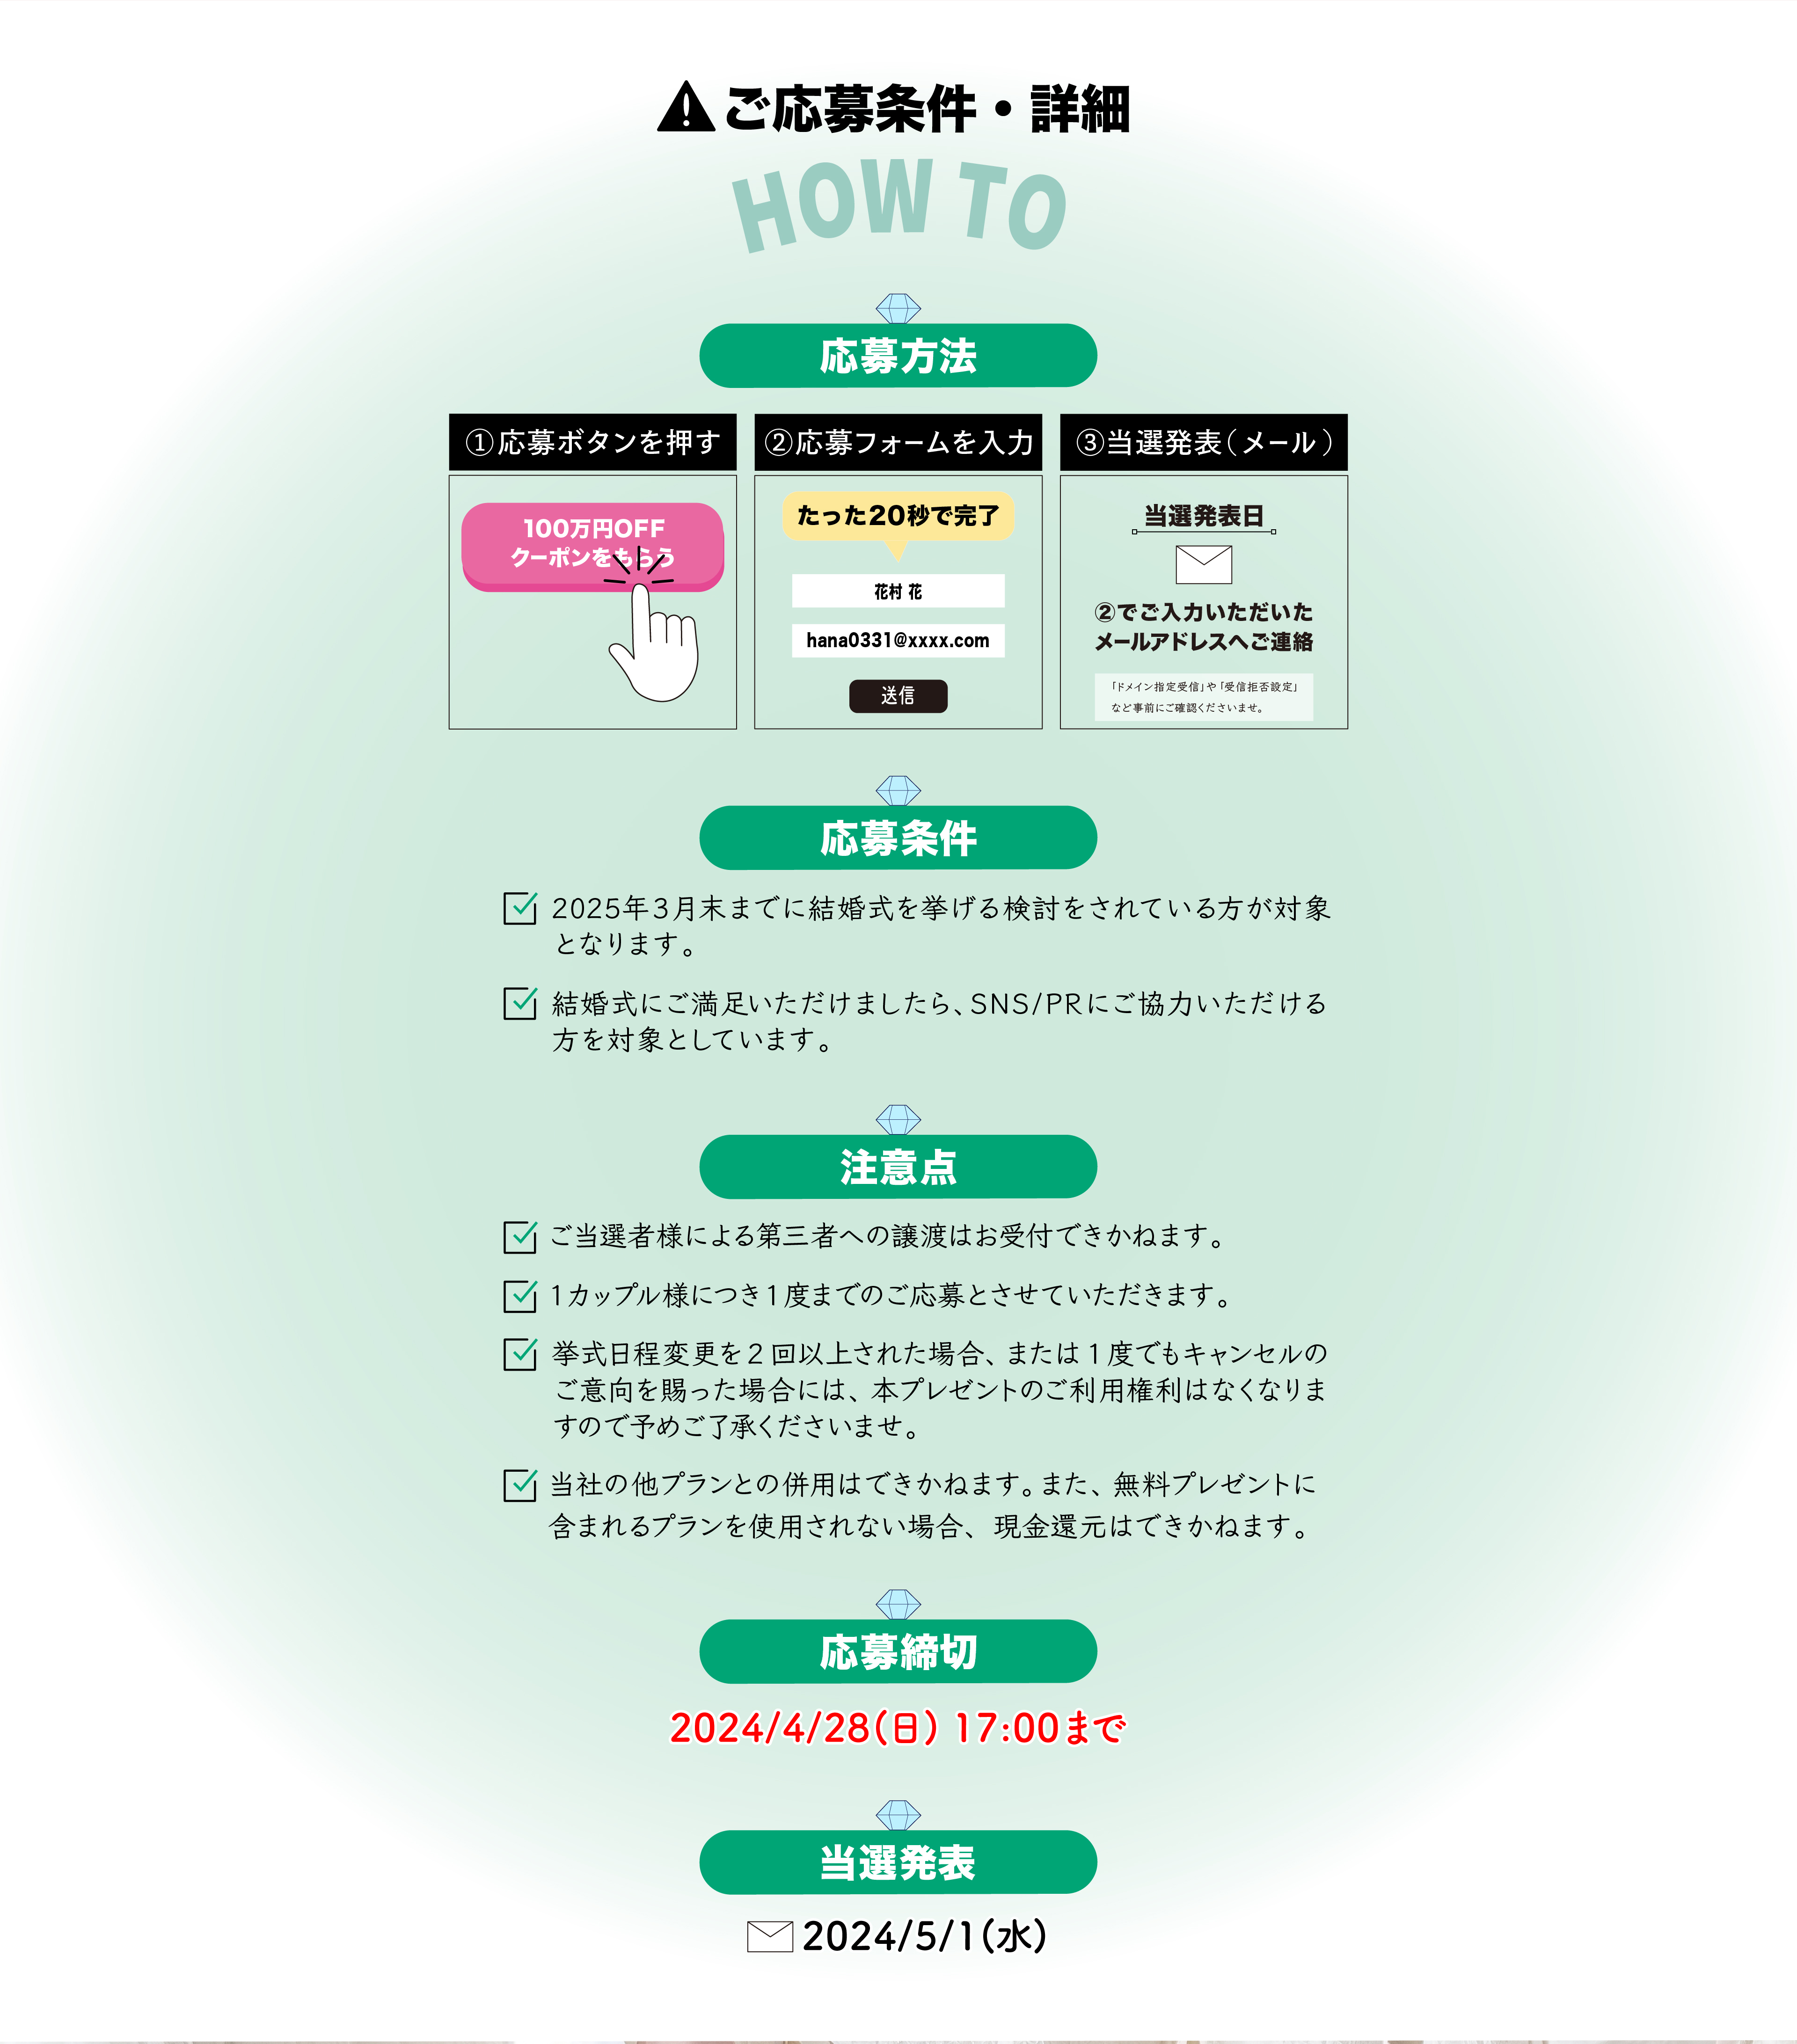 ご応募条件・詳細
HOW TO
応募方法
①応募ボタンを押す
100万円OFF
クーポンをもらう
②応募フォームを入力
たった20秒で完了
花村 花
hana0331@xxxx.com
送信
③当選発表(メール)
当選発表日
②でご入力いただいた
メールアドレスへご連絡
「ドメイン指定受信」や「受信拒否設定」
など事前にご確認くださいませ。
応募条件
2025年3月末までに結婚式を挙げる検討をされている方が対象
となります。
結婚式にご満足いただけましたら、SNS/PRにご協力いただける
方を対象としています。
注意点
ご当選者様による第三者への譲渡はお受付できかねます。
1カップル様につき1度までのご応募とさせていただきます。
挙式日程変更を2回以上された場合、または1度でもキャンセルの
ご意向を賜った場合には、本プレゼントのご利用権利はなくなりま
すので予めご了承くださいませ。
当社の他プランとの併用はできかねます。また、無料プレゼントに
含まれるプランを使用されない場合、現金還元はできかねます。
応募締切
2024/4/28(日) 17:00まで
当選発表
2024/5/1(水)